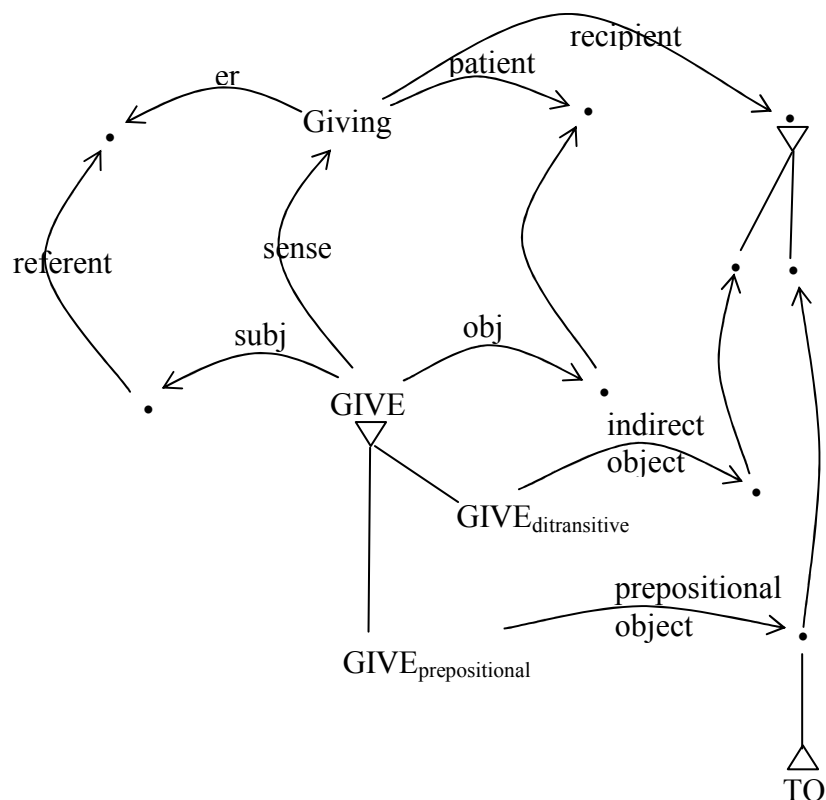 recipient
er
patient
Giving
referent
sense
subj
obj
GIVE
indirect
object
GIVEditransitive
prepositional
object
GIVEprepositional
TO